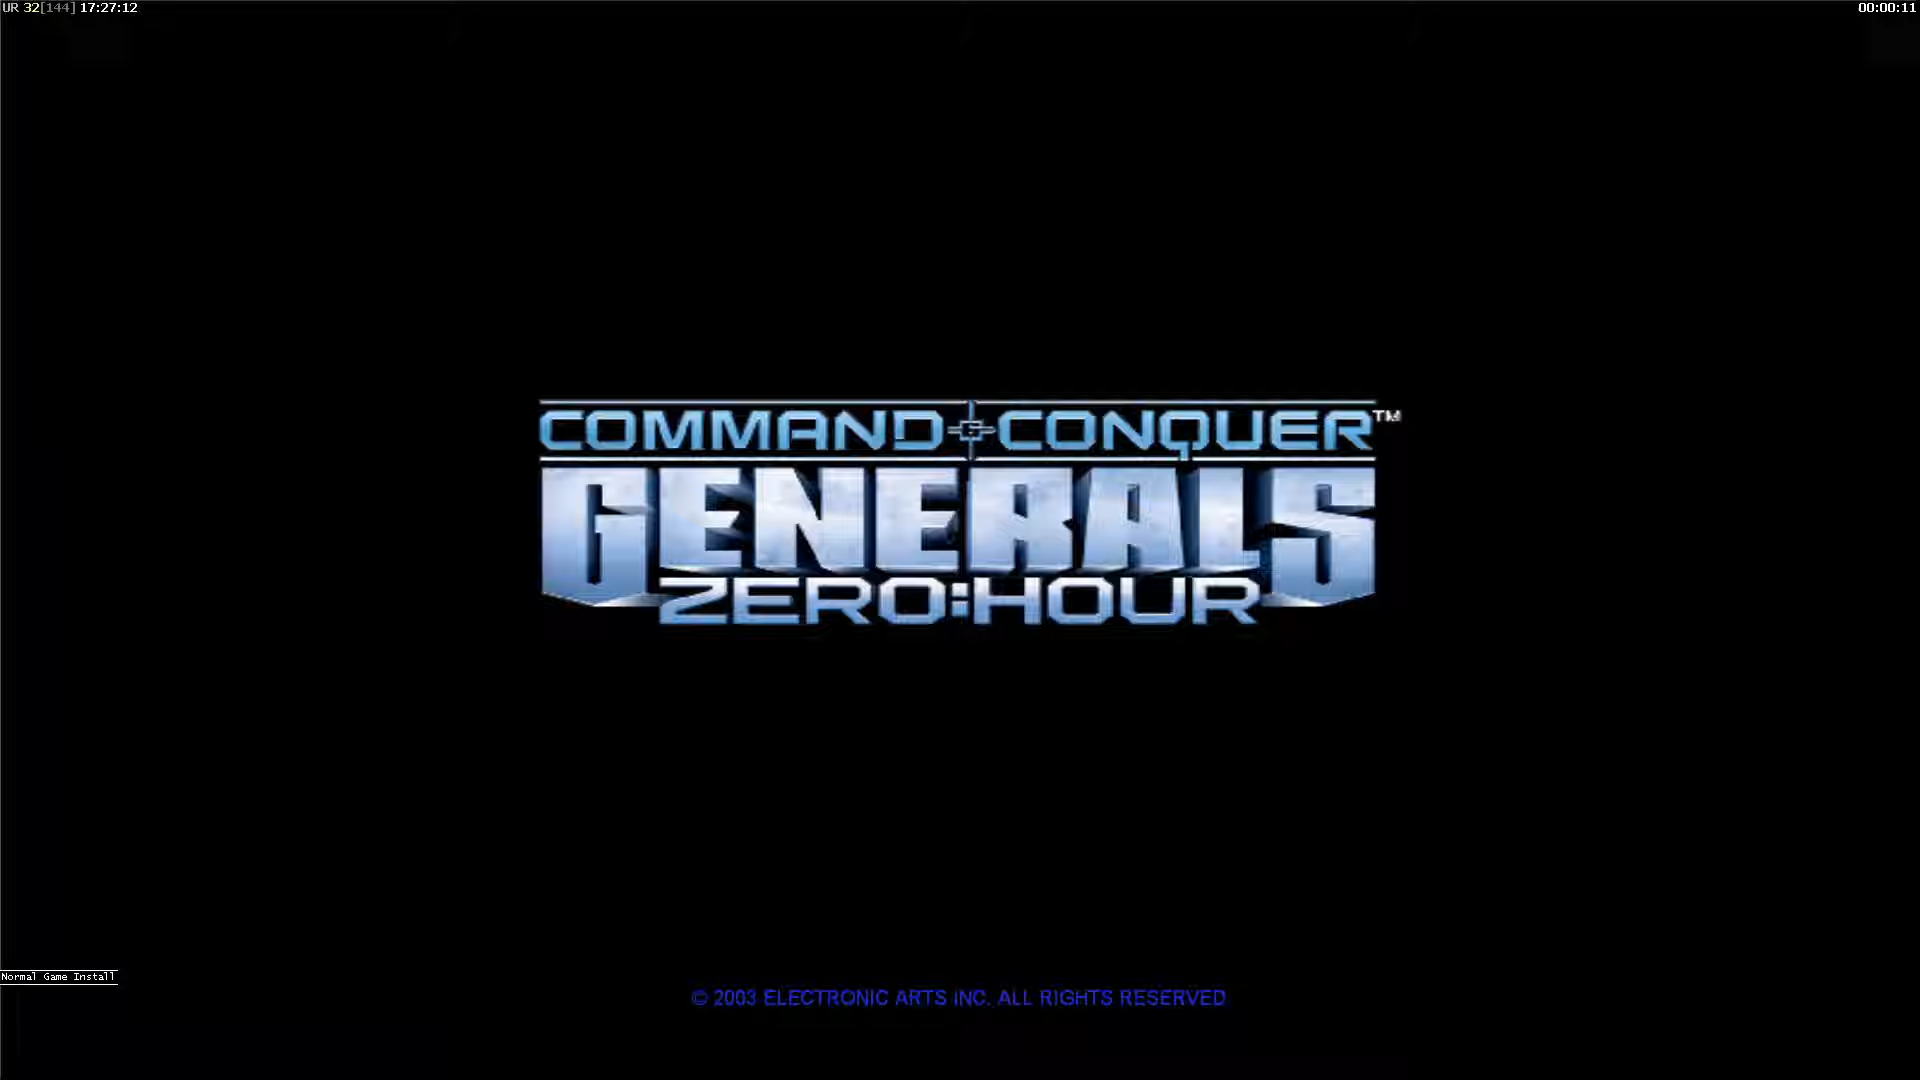 UR 32[144] 17:27:12
00:00:11
COMMAND CONQUER™
GENERALS
ZERO:HOUR
Normal Game Install
© 2003 ELECTRONIC ARTS INC. ALL RIGHTS RESERVED